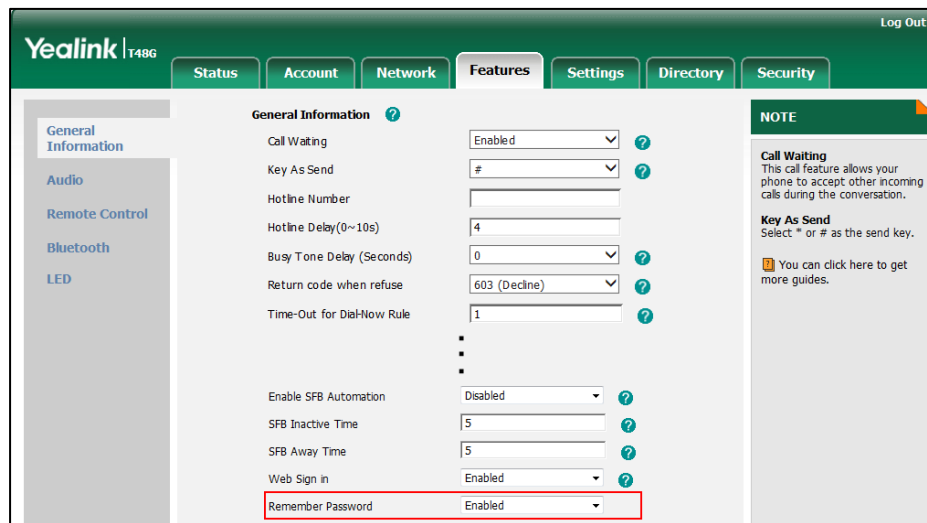 Log Out
Yealink T48G
Status Account Network Features Settings Directory Security
General Information
Audio
Remote Control
Bluetooth
LED
General Information ?
Call Waiting Enabled ?
Key As Send # ?
Hotline Number
Hotline Delay(0~10s) 4
Busy Tone Delay (Seconds) 0 ?
Return code when refuse 603 (Decline) ?
Time-Out for Dial-Now Rule 1 ?
Enable SFB Automation Disabled ?
SFB Inactive Time 5 ?
SFB Away Time 5 ?
Web Sign in Enabled ?
Remember Password Enabled
NOTE
Call Waiting
This call feature allows your
phone to accept other incoming
calls during the conversation.
Key As Send
Select * or # as the send key.
? You can click here to get
more guides.